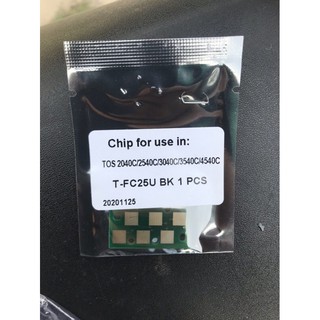 Chip for use in:
TOS 2040C/2540C/3040C/3540C/4540C
T-FC25U BK 1 PCS
20201125